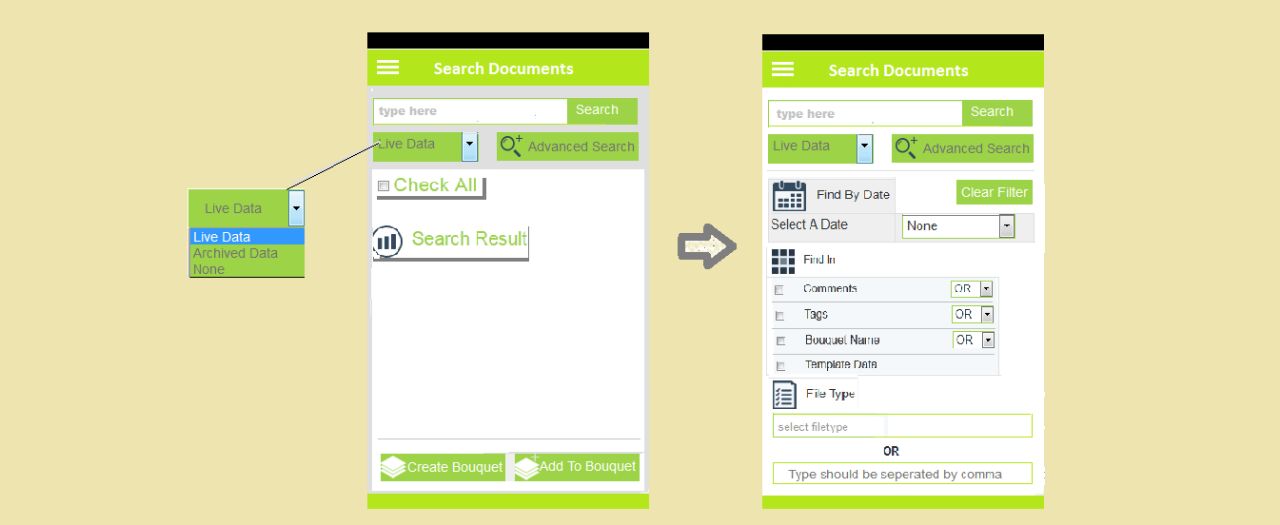 Live Data
Live Data
Archived Data
None
Search Documents
type here
Search
Live Data
Advanced Search
Check All
Search Result
Create Bouquet
Add To Bouquet
Search Documents
type here
Search
Live Data
Advanced Search
Find By Date
Clear Filter
Select A Date
None
Find In
Comments
OR
Tags
OR
Bouquet Name
OR
Template Data
File Type
select filetype
OR
Type should be seperated by comma